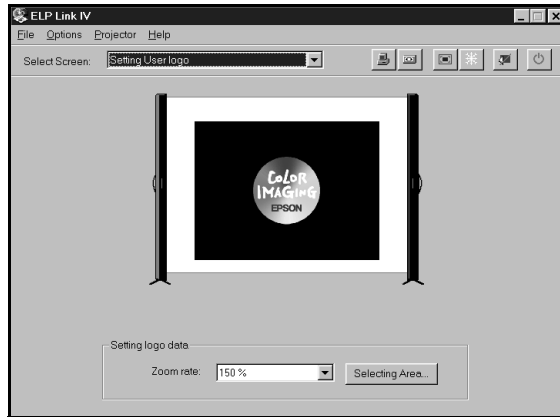 ELP Link IV
File Options Projector Help
Select Screen: Setting User logo
COLOR
IMAGING
EPSON
Setting logo data
Zoom rate: 150 % Selecting Area...